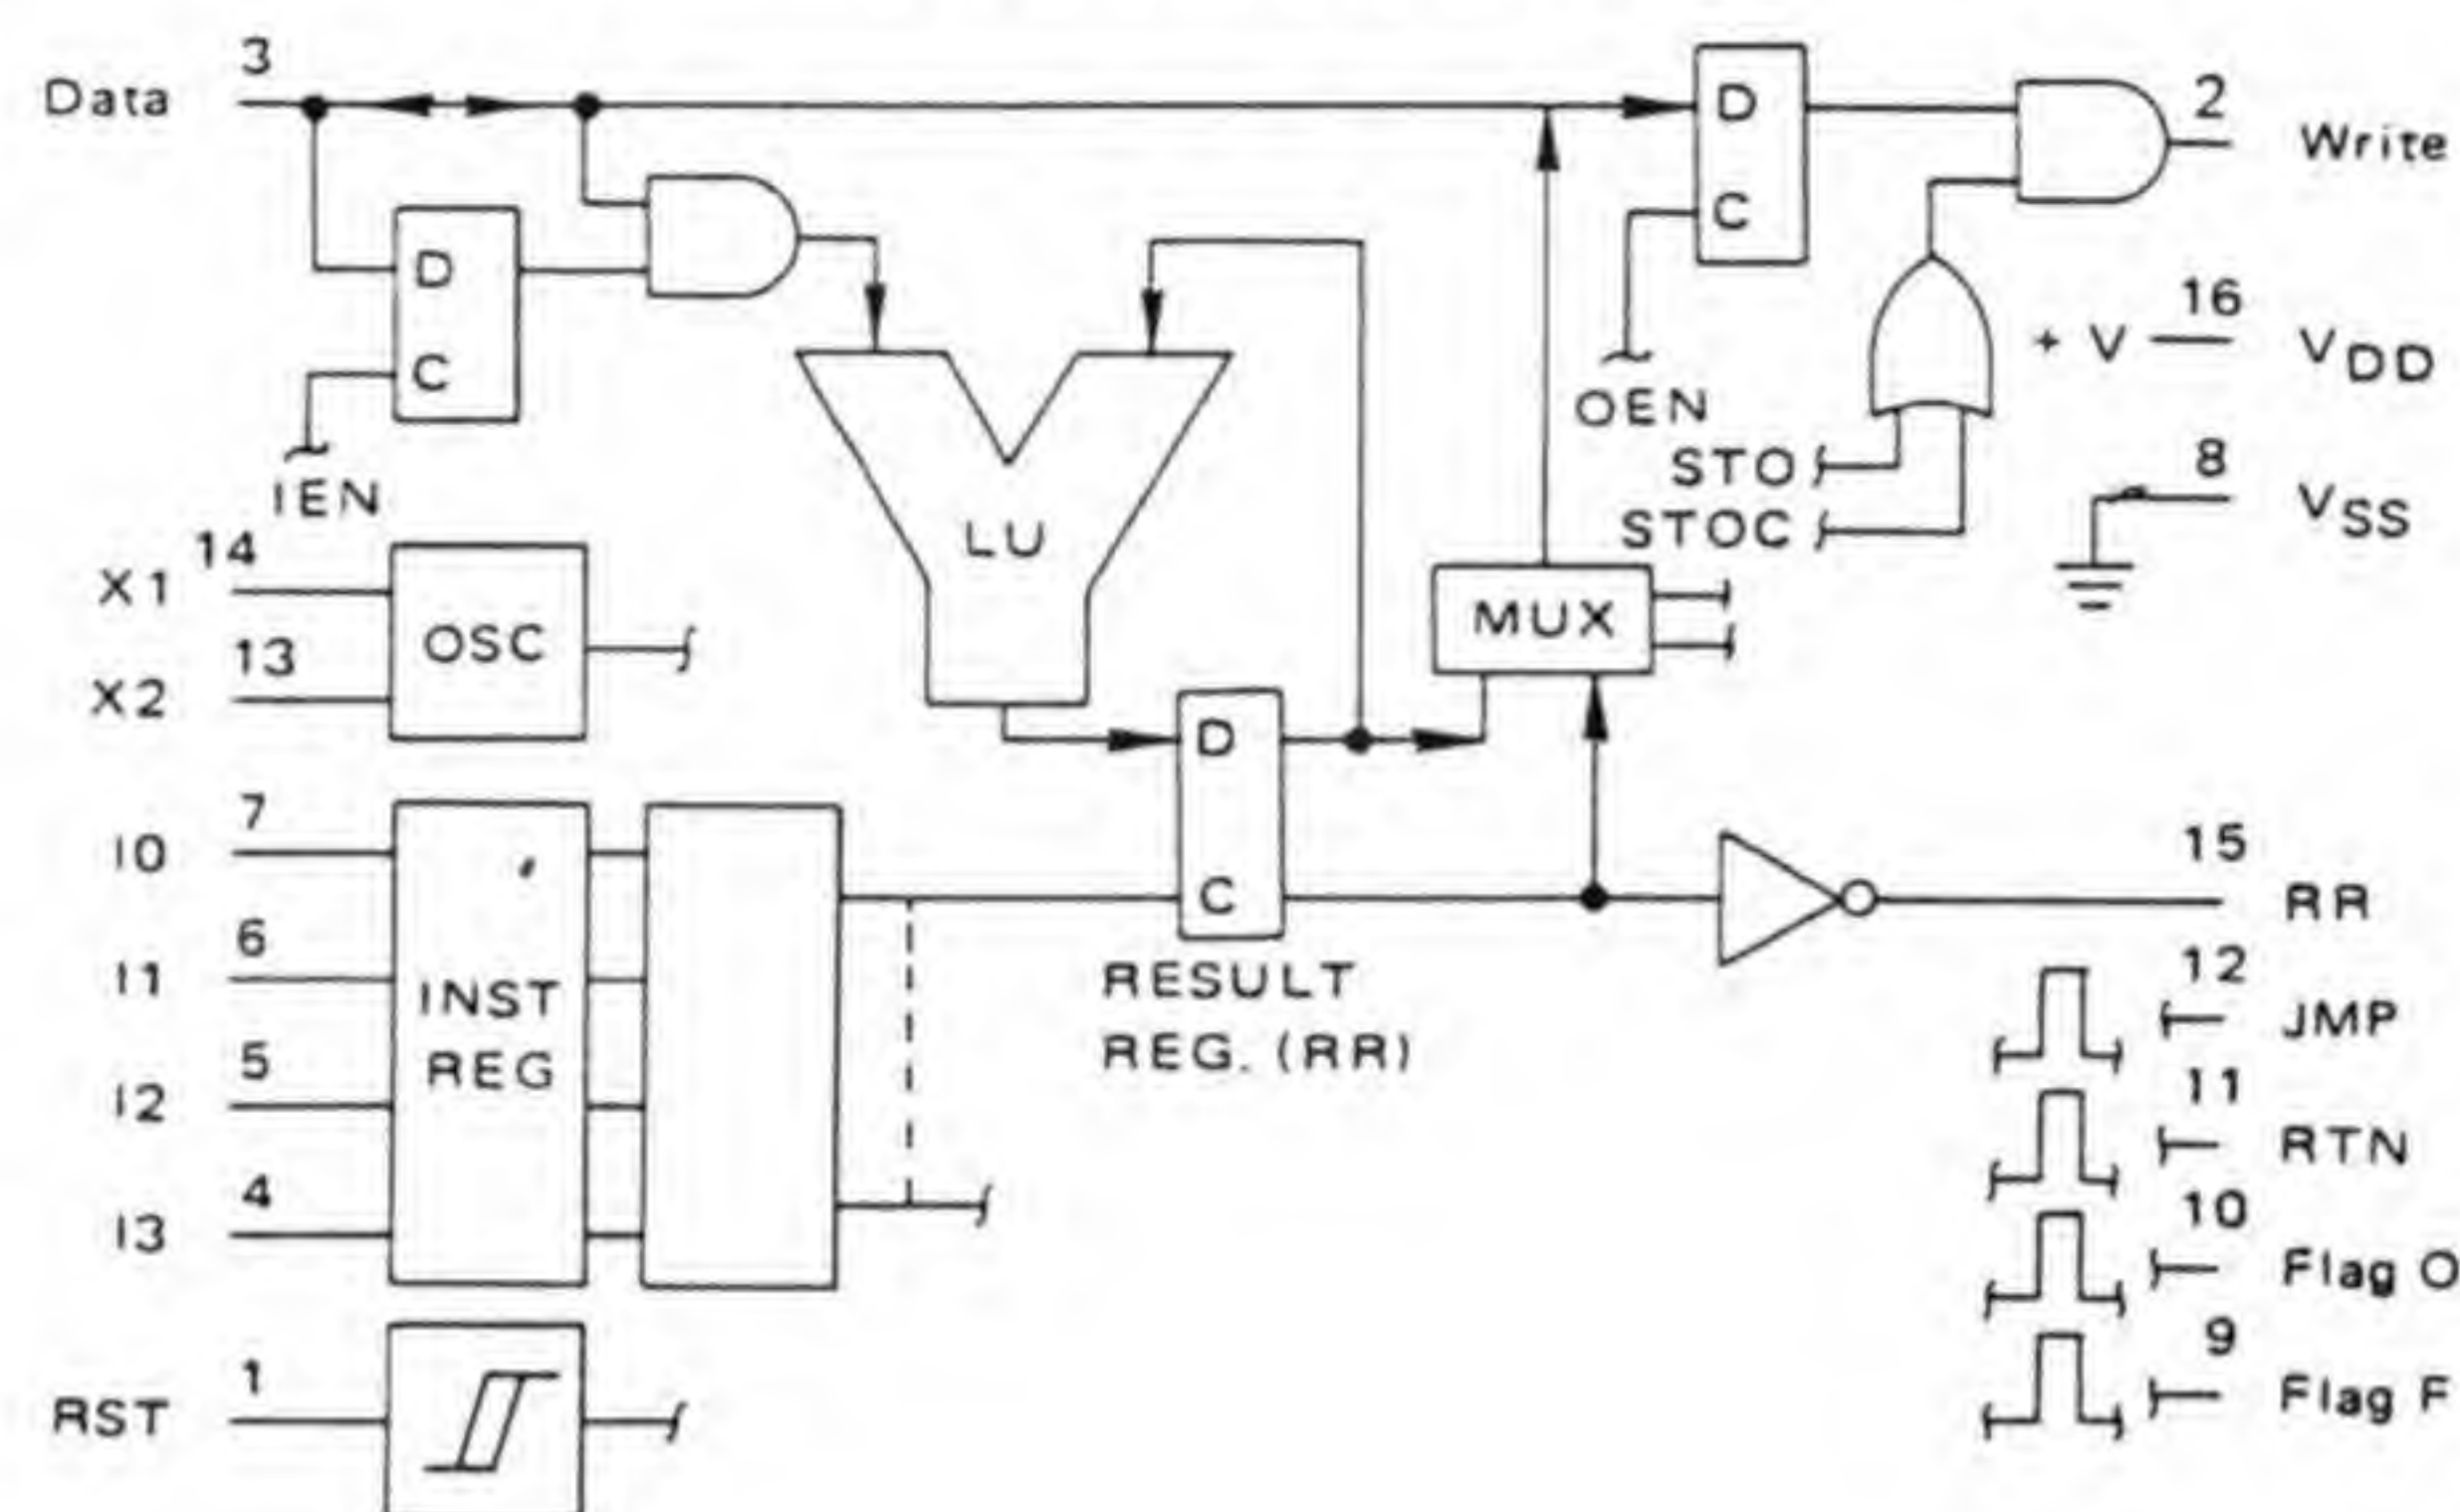 Data 3
D
C
IEN
D
C
OEN
2 Write
STO
STOC
+ V 16 VDD
8 VSS
LU
MUX
X1 14
X2 13
OSC
D
C
RESULT
REG. (RR)
I0 7
I1 6
I2 5
I3 4
INST
REG
15 RR
12 JMP
11 RTN
10 Flag O
9 Flag F
RST 1